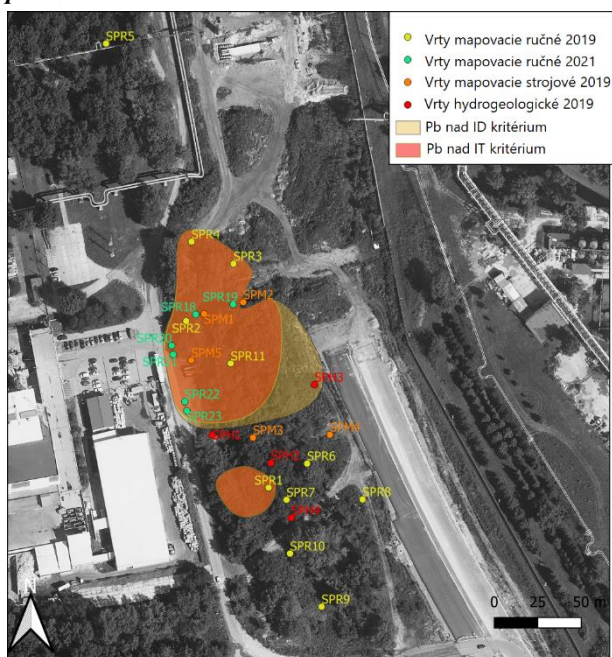 SPR5
Vrty mapovacie ručné 2019
Vrty mapovacie ručné 2021
Vrty mapovacie strojové 2019
Vrty hydrogeologické 2019
Pb nad ID kritérium
Pb nad IT kritérium
SPR4
SPR3
SPR19
SPM2
SPR18
SPM1
SPR2
SPR20
SPM5
SPR11
SPH3
SPR22
SPR23
SPM3
SPM4
SPH2
SPR6
SPR1
SPR7
SPR8
SPR10
SPR9
0 25 50 m